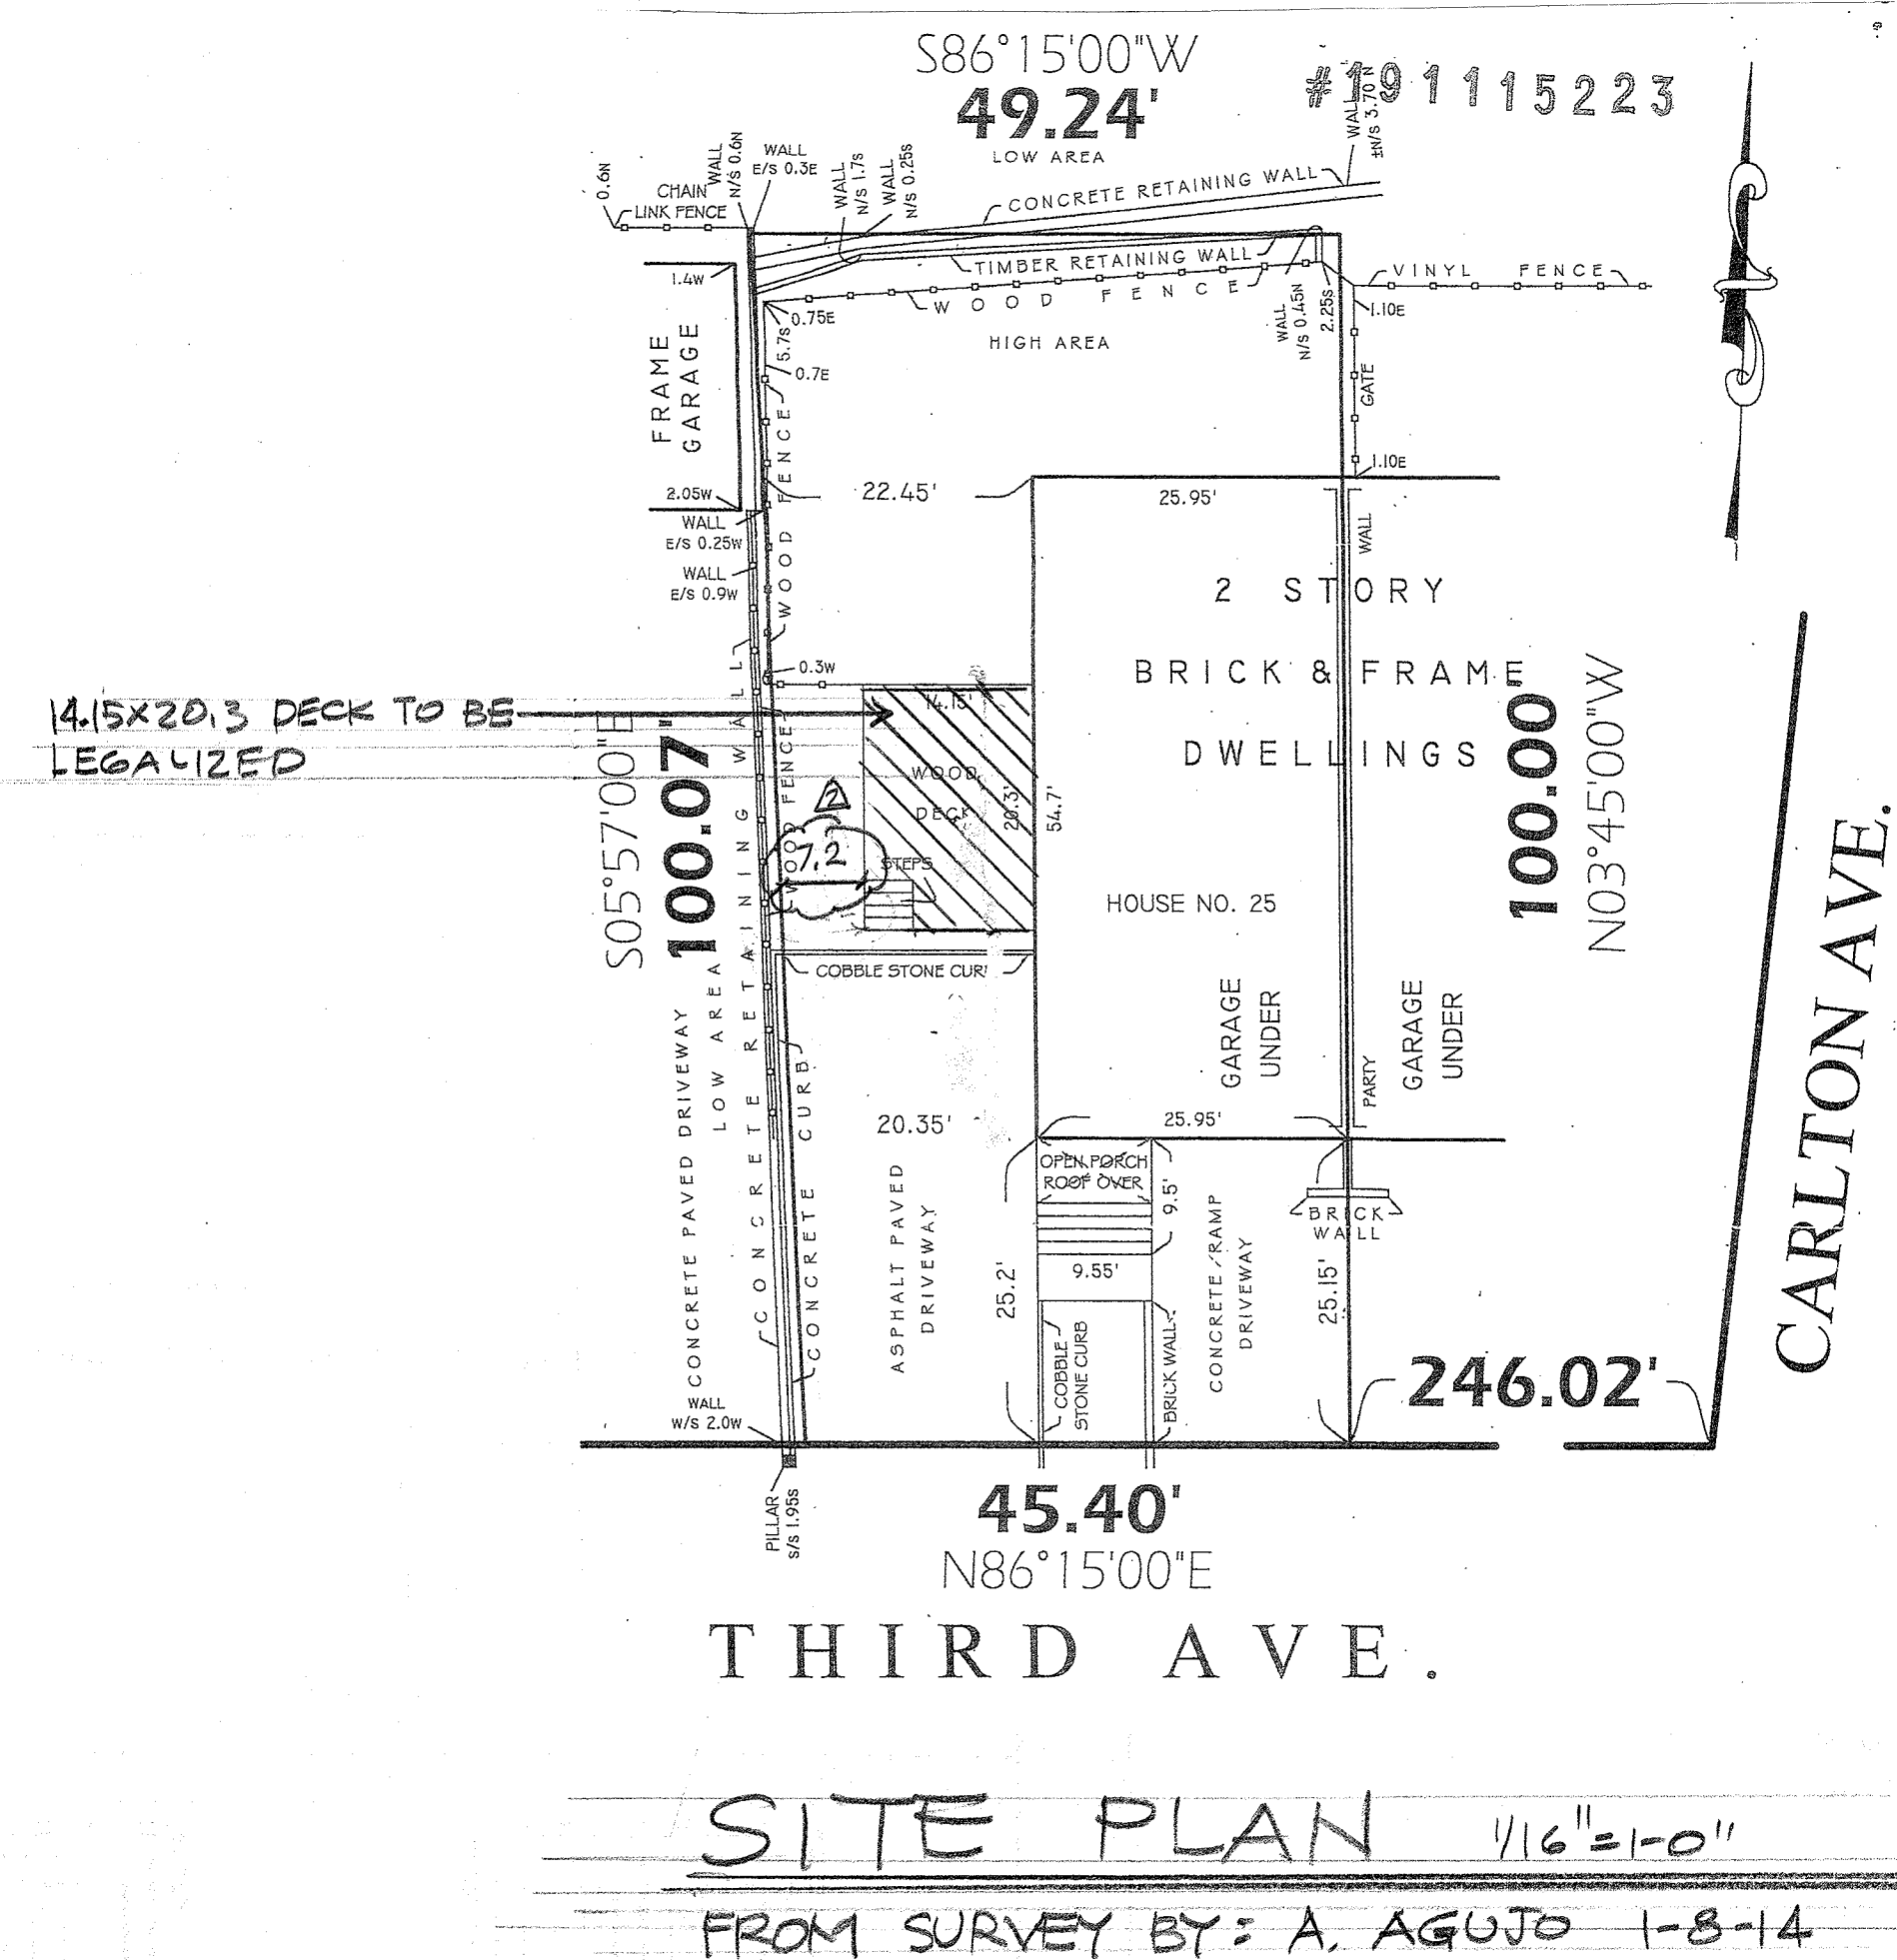 S86°15'00"W
49.24'
LOW AREA
#191115223
0.6N
CHAIN
LINK FENCE
WALL
N/S 0.6N
WALL
E/S 0.3E
WALL
N/S 1.7S
WALL
N/S 0.25S
CONCRETE RETAINING WALL
WALL
±N/S 3.70 N
TIMBER RETAINING WALL
WOOD FENCE
VINYL FENCE
1.4W
0.75E
5.7S
0.7E
HIGH AREA
WALL
N/S 0.45N
2.25S
1.10E
GATE
1.10E
FRAME
GARAGE
WOOD FENCE
2.05W
22.45'
25.95'
WALL
E/S 0.25W
WALL
E/S 0.9W
WALL
2 STORY
BRICK & FRAME
DWELLINGS
0.3W
14.15X20.3 DECK TO BE
LEGALIZED
14.15'
WOOD
DECK
20.3'
54.7'
2
7.2
STEPS
WOOD FENCE
S05°57'00"E
100.07'
100.00'
N03°45'00"W
HOUSE NO. 25
COBBLE STONE CUR
GARAGE
UNDER
GARAGE
UNDER
PARTY
CONCRETE PAVED DRIVEWAY
LOW AREA
CONCRETE RETAINING WALL
CONCRETE CURB
20.35'
25.95'
ASPHALT PAVED
DRIVEWAY
OPEN PORCH
ROOF OVER
9.5'
9.55'
25.2'
COBBLE
STONE CURB
BRICK WALL
CONCRETE RAMP
DRIVEWAY
BRICK
WALL
25.15'
246.02'
CARLTON AVE.
WALL
W/S 2.0W
PILLAR
S/S 1.95S
45.40'
N86°15'00"E
THIRD AVE.
SITE PLAN 1/16"=1-0"
FROM SURVEY BY: A. AGUJO 1-8-14